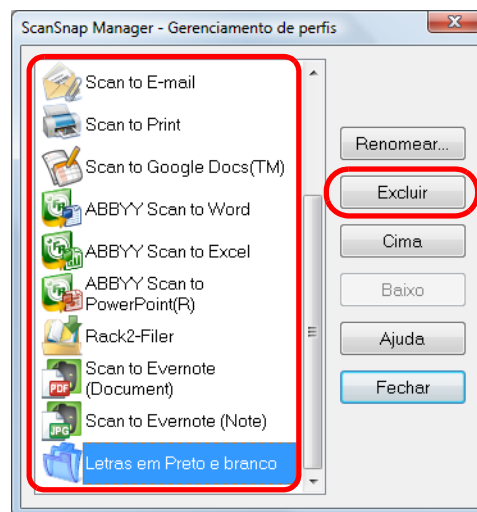 ScanSnap Manager - Gerenciamento de perfis
Scan to E-mail
Scan to Print
Scan to Google Docs(TM)
ABBYY Scan to Word
ABBYY Scan to Excel
ABBYY Scan to
PowerPoint(R)
Rack2-Filer
Scan to Evernote
(Document)
Scan to Evernote (Note)
Letras em Preto e branco
Renomear...
Excluir
Cima
Baixo
Ajuda
Fechar